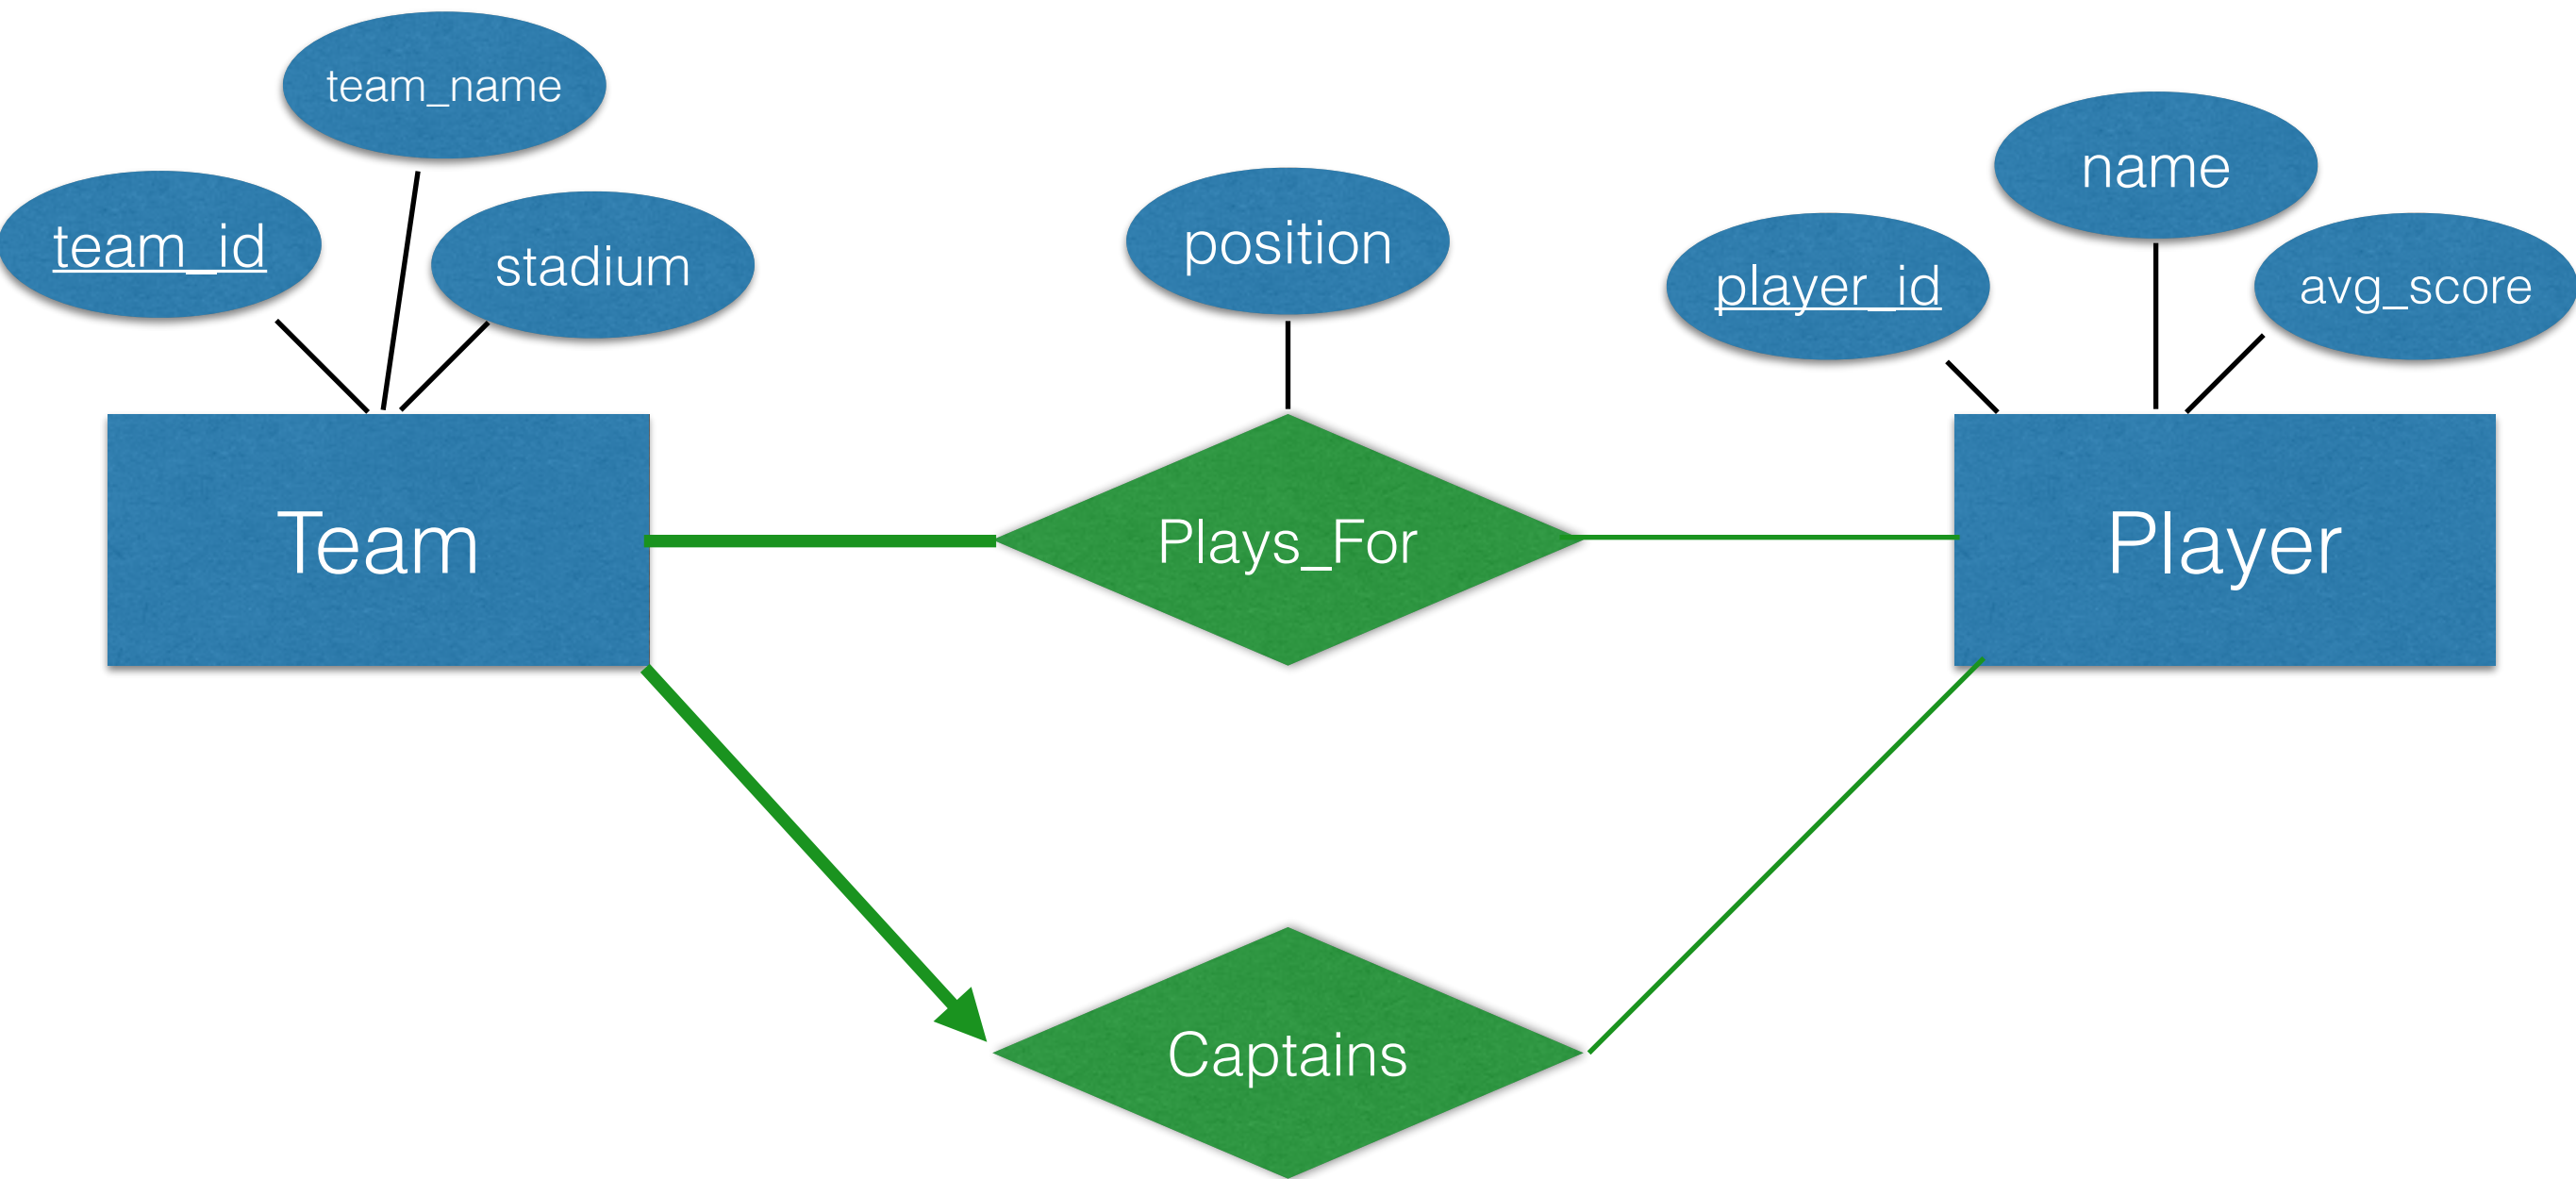 team_name
team_id
stadium
position
name
player_id
avg_score
Team
Plays_For
Player
Captains